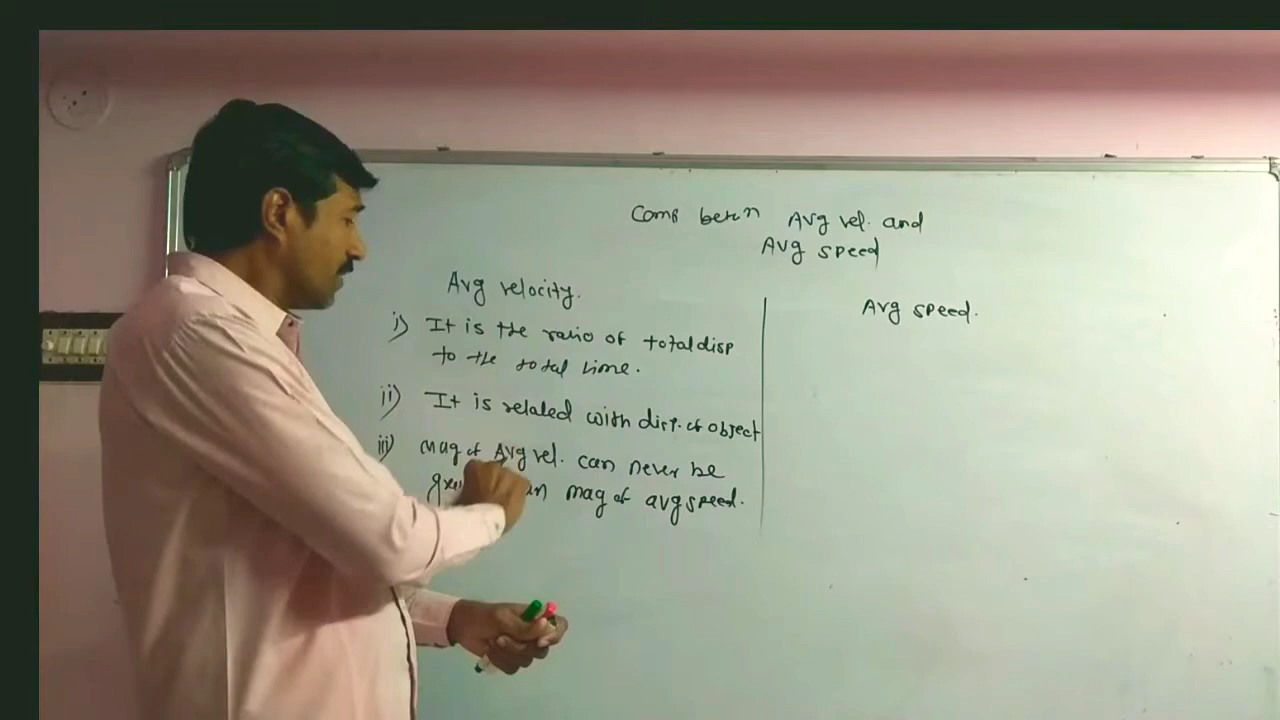 Comp betn Avg vel. and
Avg speed
Avg velocity.
i) It is the ratio of total disp
to the total time.
ii) It is related with disp. of object
iii) mag of Avg vel. can never be
mag of avg speed.
Avg speed.